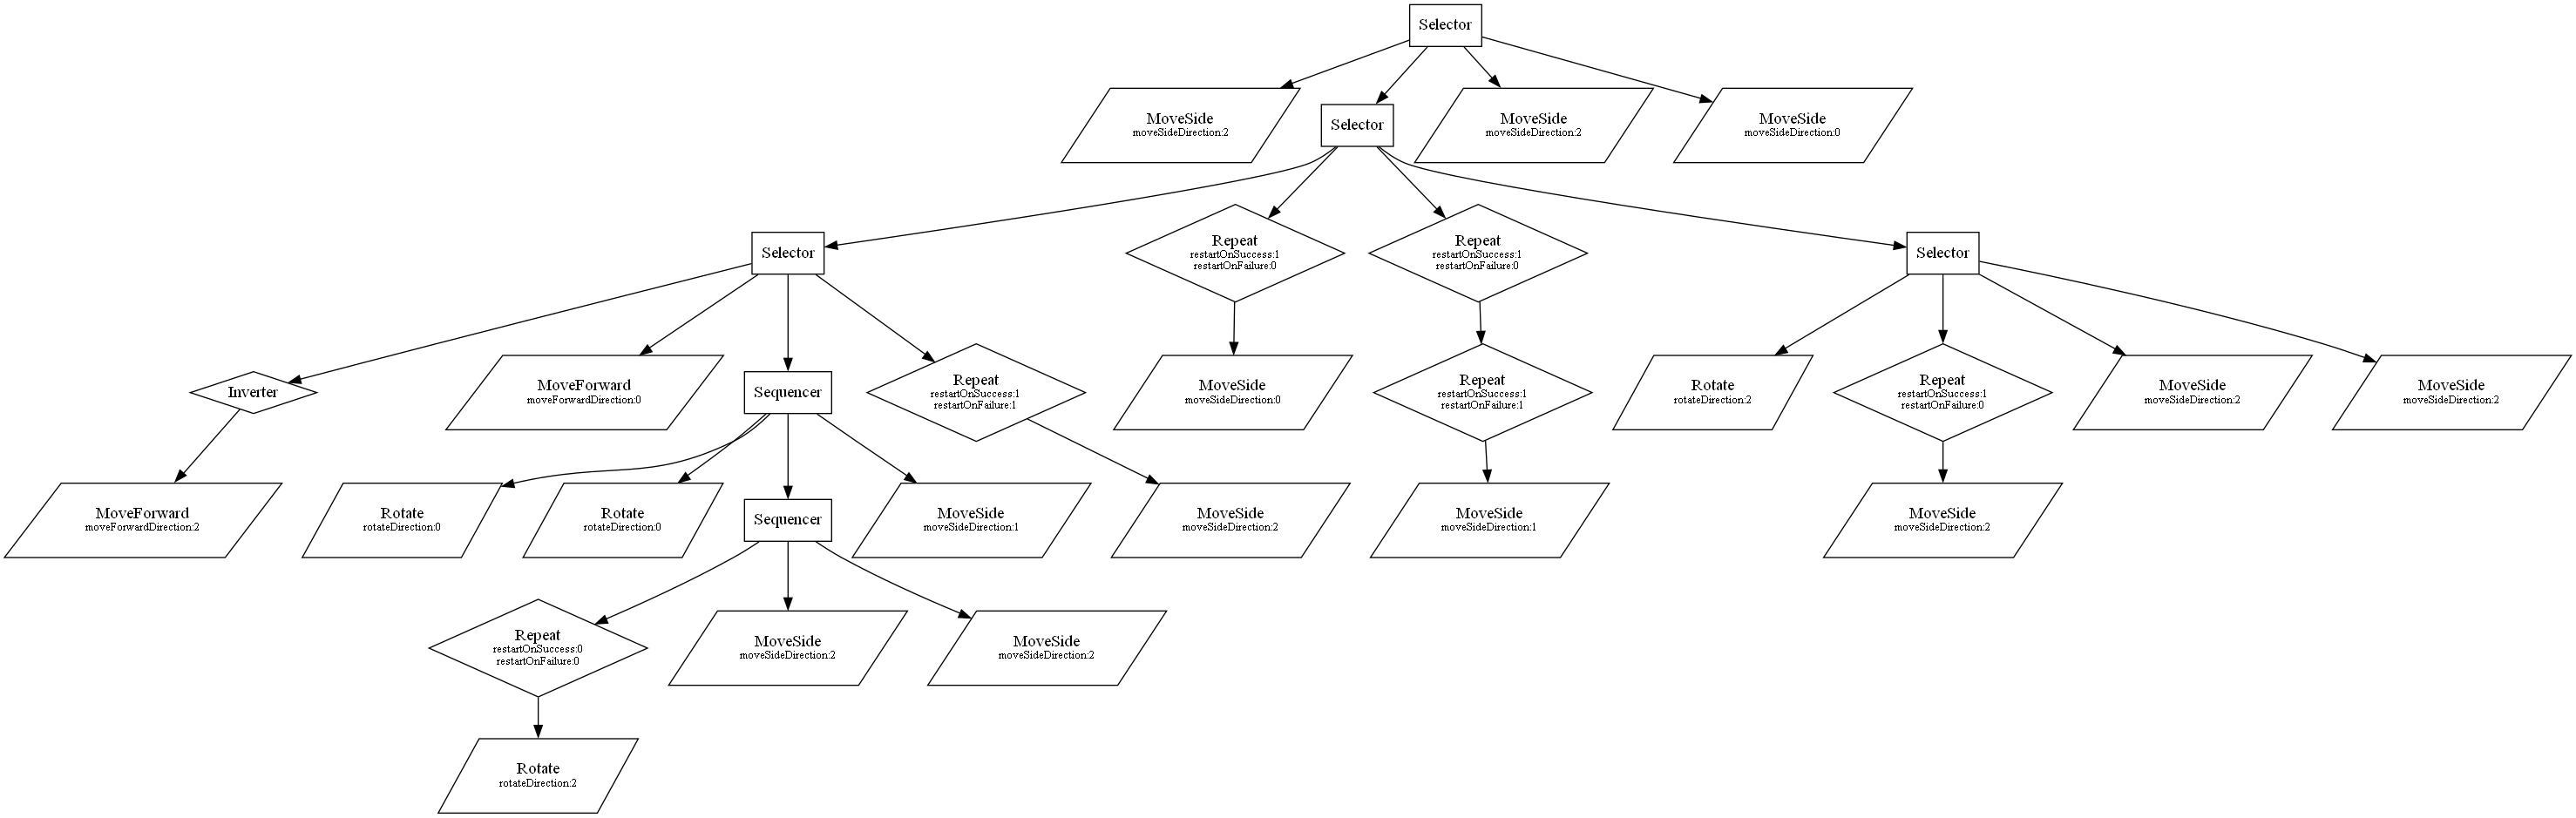 Selector
MoveSide
moveSideDirection:2
Selector
MoveSide
moveSideDirection:2
MoveSide
moveSideDirection:0
Selector
Repeat
restartOnSuccess:1
restartOnFailure:0
Repeat
restartOnSuccess:1
restartOnFailure:0
Selector
Inverter
MoveForward
moveForwardDirection:0
Sequencer
Repeat
restartOnSuccess:1
restartOnFailure:1
MoveSide
moveSideDirection:0
Repeat
restartOnSuccess:1
restartOnFailure:1
Rotate
rotateDirection:2
Repeat
restartOnSuccess:1
restartOnFailure:0
MoveSide
moveSideDirection:2
MoveSide
moveSideDirection:2
MoveForward
moveForwardDirection:2
Rotate
rotateDirection:0
Rotate
rotateDirection:0
Sequencer
MoveSide
moveSideDirection:1
MoveSide
moveSideDirection:2
MoveSide
moveSideDirection:1
MoveSide
moveSideDirection:2
Repeat
restartOnSuccess:0
restartOnFailure:0
MoveSide
moveSideDirection:2
MoveSide
moveSideDirection:2
Rotate
rotateDirection:2